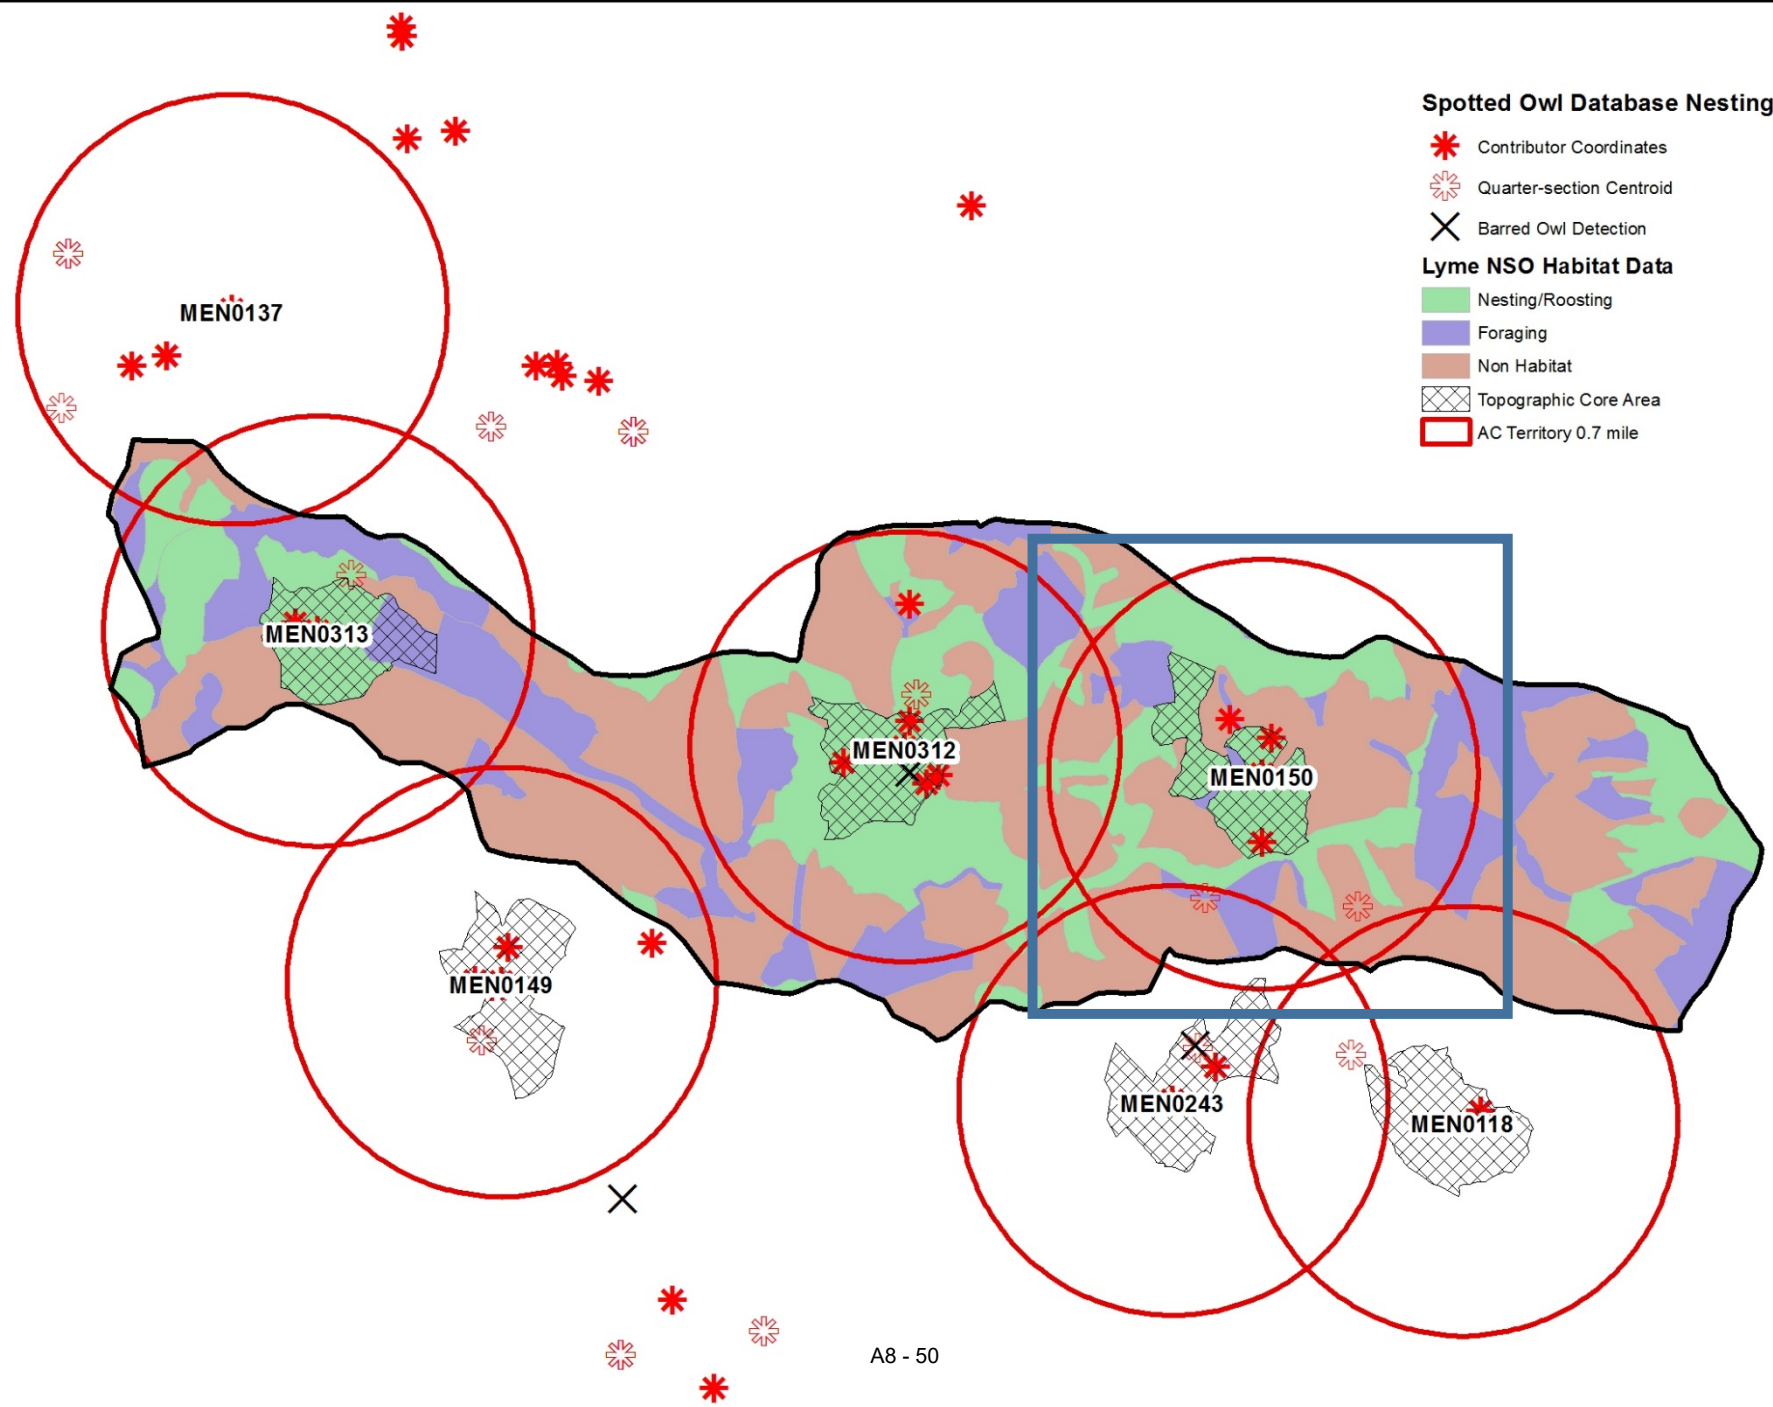 Spotted Owl Database Nesting
Contributor Coordinates
Quarter-section Centroid
Barred Owl Detection
Lyme NSO Habitat Data
Nesting/Roosting
Foraging
Non Habitat
Topographic Core Area
AC Territory 0.7 mile
MEN0137
MEN0313
MEN0312
MEN0150
MEN0149
MEN0243
MEN0118
A8 - 50